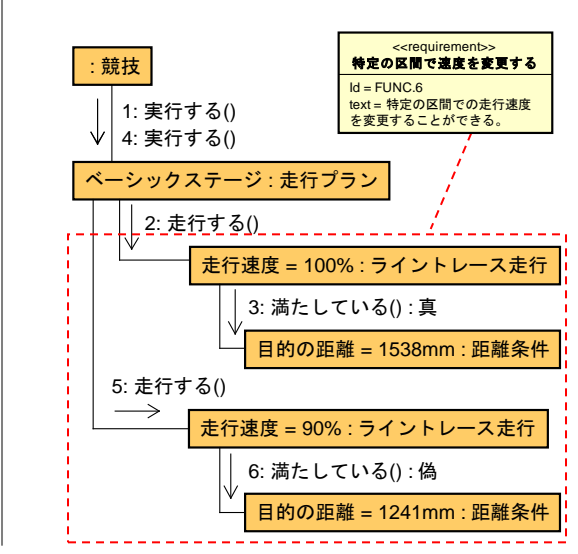 <<requirement>>
特定の区間で速度を変更する
Id = FUNC.6
text = 特定の区間での走行速度
を変更することができる。
: 競技
1: 実行する()
4: 実行する()
ベーシックステージ : 走行プラン
2: 走行する()
走行速度 = 100% : ライントレース走行
3: 満たしている() : 真
目的の距離 = 1538mm : 距離条件
5: 走行する()
走行速度 = 90% : ライントレース走行
6: 満たしている() : 偽
目的の距離 = 1241mm : 距離条件